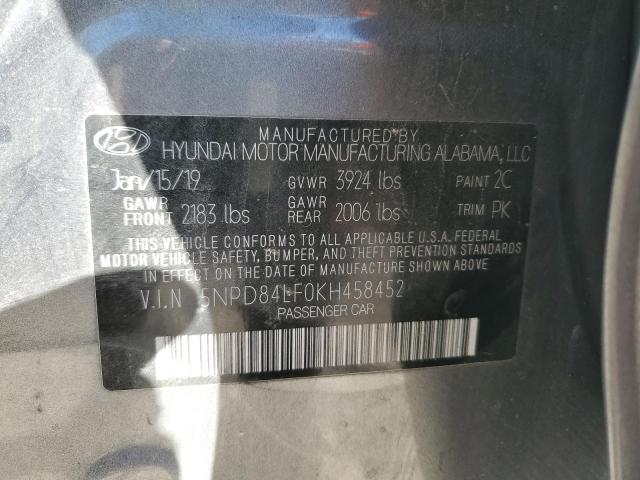 MANUFACTURED BY
HYUNDAI MOTOR MANUFACTURING ALABAMA, LLC
Jan/15/19 GVWR 3924 lbs PAINT 2C
GAWR FRONT 2183 lbs GAWR REAR 2006 lbs TRIM PK
THIS VEHICLE CONFORMS TO ALL APPLICABLE U.S.A. FEDERAL
MOTOR VEHICLE SAFETY, BUMPER, AND THEFT PREVENTION STANDARDS
IN EFFECT ON THE DATE OF MANUFACTURE SHOWN ABOVE.
V.I.N 5NPD84LF0KH458452
PASSENGER CAR